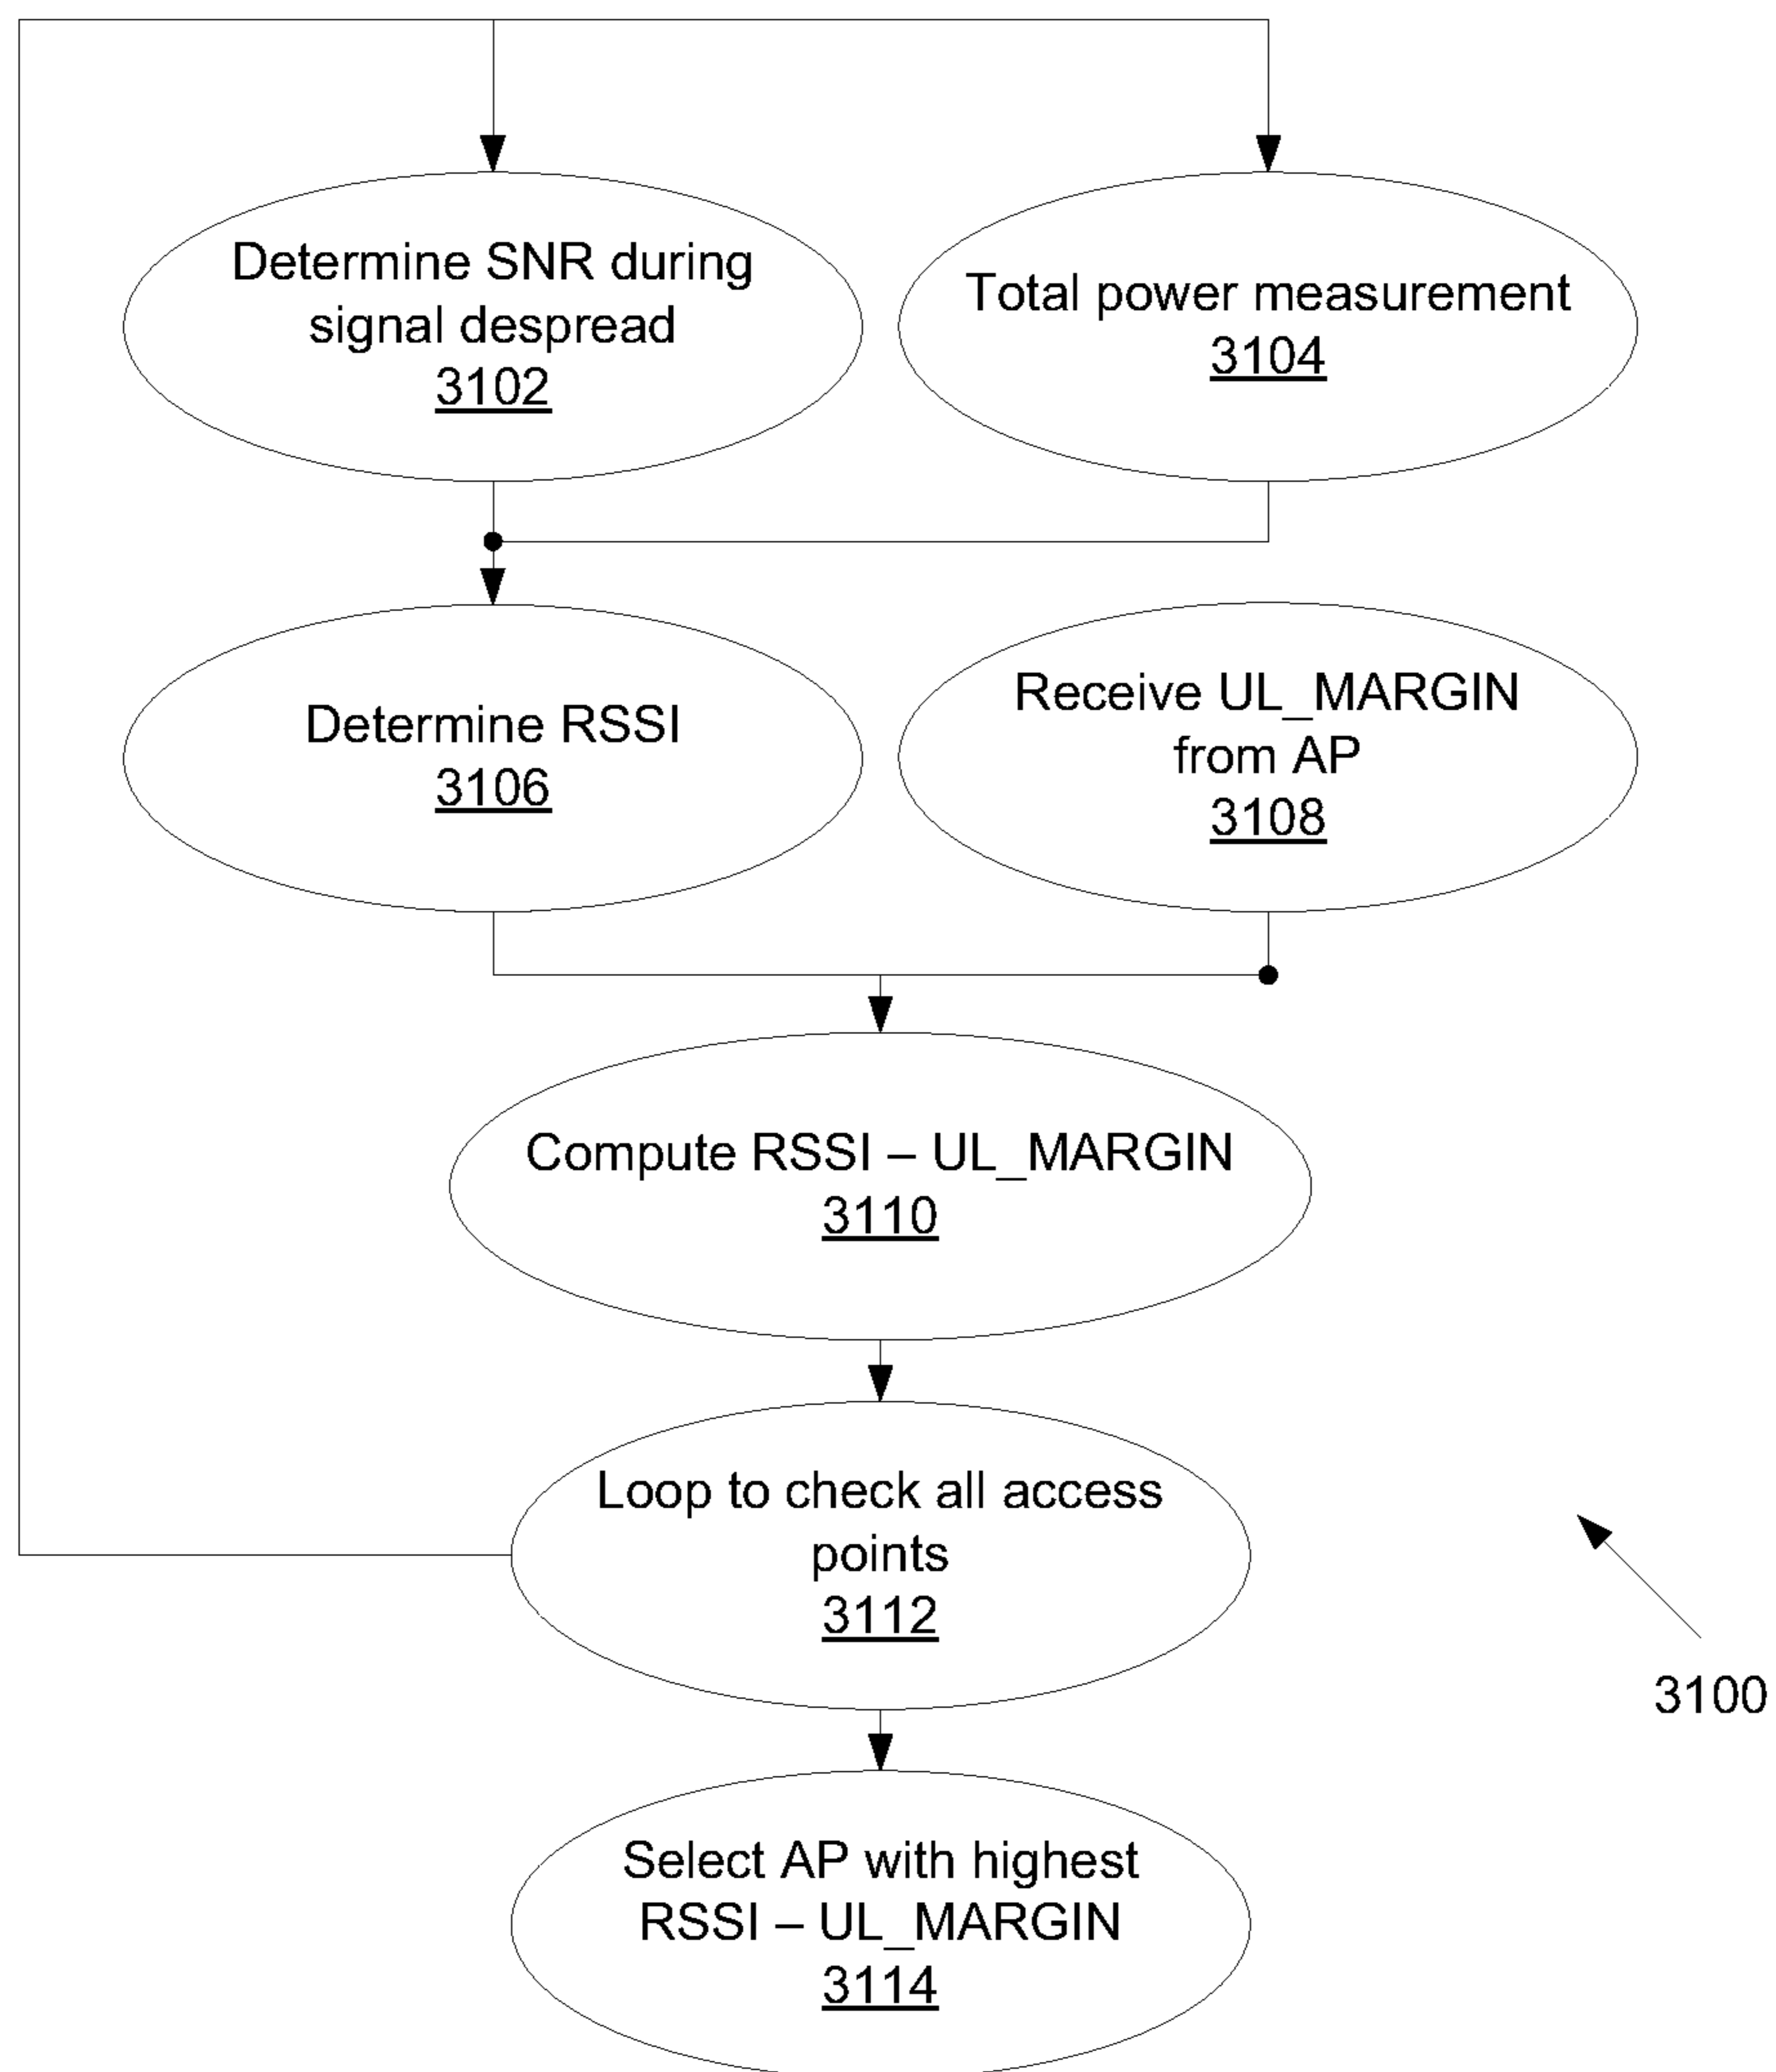 Determine SNR during
signal despread
3102
Total power measurement
3104
Determine RSSI
3106
Receive UL_MARGIN
from AP
3108
Compute RSSI – UL_MARGIN
3110
Loop to check all access
points
3112
3100
Select AP with highest
RSSI – UL_MARGIN
3114